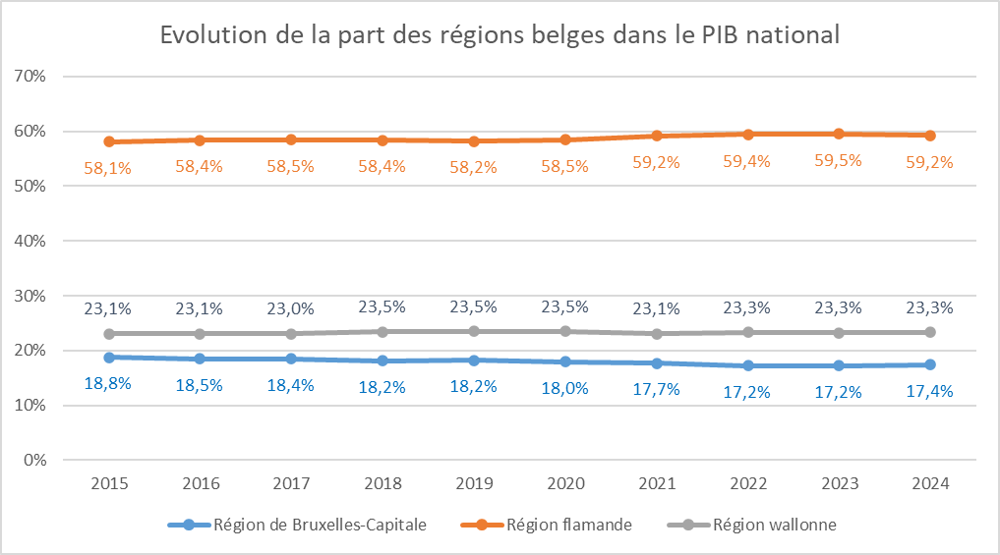 Evolution de la part des régions belges dans le PIB national
70%
60%
58,1% 58,4% 58,5% 58,4% 58,2% 58,5% 59,2% 59,4% 59,5% 59,2%
50%
40%
30%
23,1% 23,1% 23,0% 23,5% 23,5% 23,5% 23,1% 23,3% 23,3% 23,3%
20%
18,8% 18,5% 18,4% 18,2% 18,2% 18,0% 17,7% 17,2% 17,2% 17,4%
10%
0%
2015 2016 2017 2018 2019 2020 2021 2022 2023 2024
Région de Bruxelles-Capitale Région flamande Région wallonne